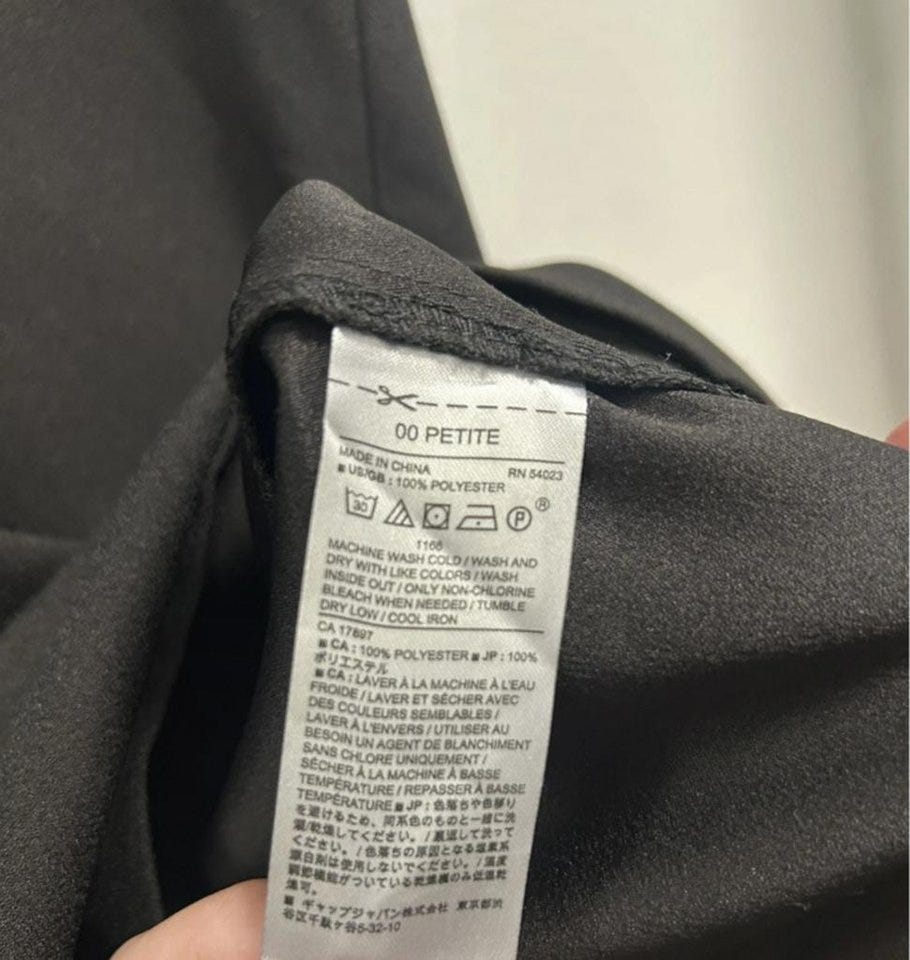 00 PETITE
MADE IN CHINA RN 54023
■ US/GB : 100% POLYESTER
30 P ®
1168
MACHINE WASH COLD / WASH AND
DRY WITH LIKE COLORS / WASH
INSIDE OUT / ONLY NON-CHLORINE
BLEACH WHEN NEEDED / TUMBLE
DRY LOW / COOL IRON
CA 17897
■ CA : 100% POLYESTER ■ JP : 100%
ポリエステル
■ CA : LAVER À LA MACHINE À L'EAU
FROIDE / LAVER ET SÉCHER AVEC
DES COULEURS SEMBLABLES /
LAVER À L'ENVERS / UTILISER AU
BESOIN UN AGENT DE BLANCHIMENT
SANS CHLORE UNIQUEMENT /
SÉCHER À LA MACHINE À BASSE
TEMPÉRATURE / REPASSER À BASSE
TEMPÉRATURE ■ JP : 色落ちや色移り
を避けるため、同系色のものと一緒に洗
濯/乾燥してください。/ 裏返して洗って
ください。/ 色落ちの原因となる塩素系
漂白剤は使用しないでください。/ 温度
調節機能がついている乾燥機のみ低温乾
燥可。
■ ギャップジャパン株式会社 東京都渋
谷区千駄ヶ谷5-32-10